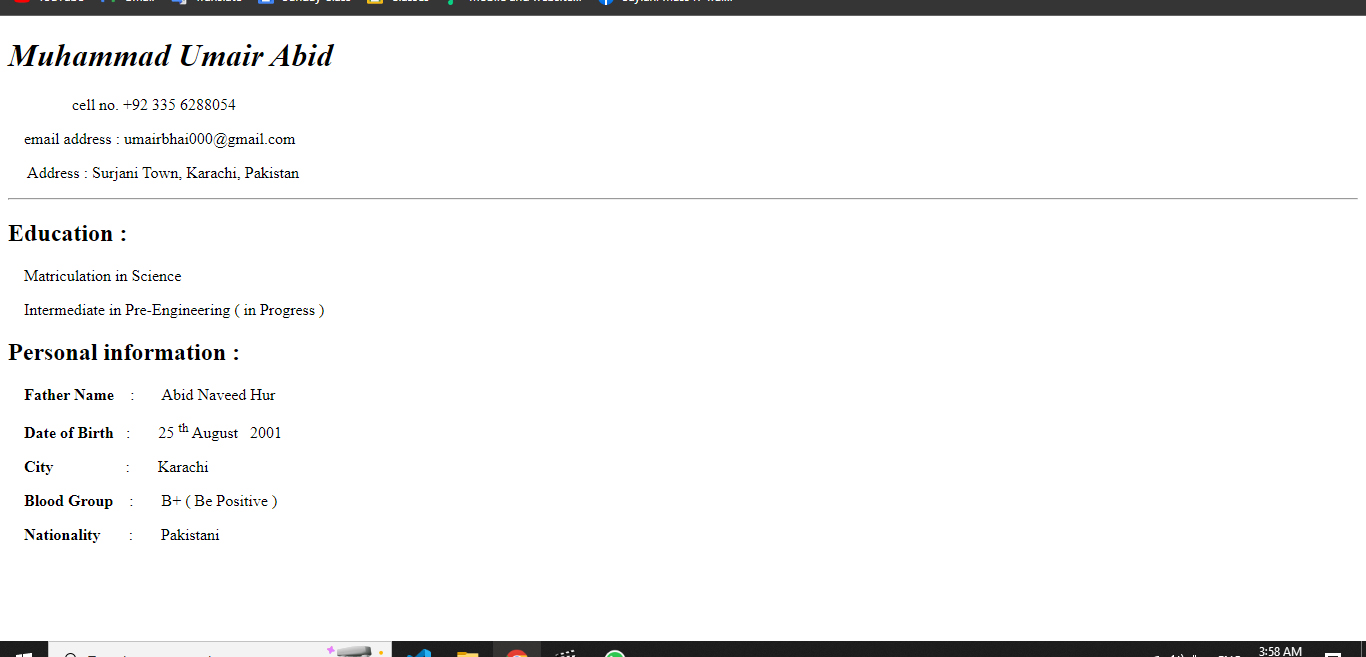 Muhammad Umair Abid
cell no. +92 335 6288054
email address : umairbhai000@gmail.com
Address : Surjani Town, Karachi, Pakistan
Education :
Matriculation in Science
Intermediate in Pre-Engineering ( in Progress )
Personal information :
Father Name : Abid Naveed Hur
Date of Birth : 25 th August 2001
City : Karachi
Blood Group : B+ ( Be Positive )
Nationality : Pakistani
3:58 AM